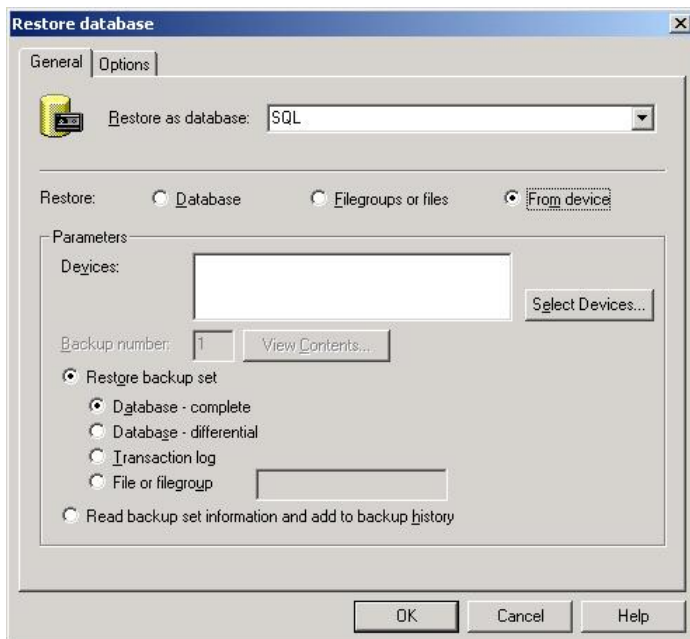 Restore database
General Options
Restore as database: SQL
Restore: Database Filegroups or files From device
Parameters
Devices:
Select Devices...
Backup number: 1 View Contents...
Restore backup set
Database - complete
Database - differential
Transaction log
File or filegroup
Read backup set information and add to backup history
OK Cancel Help